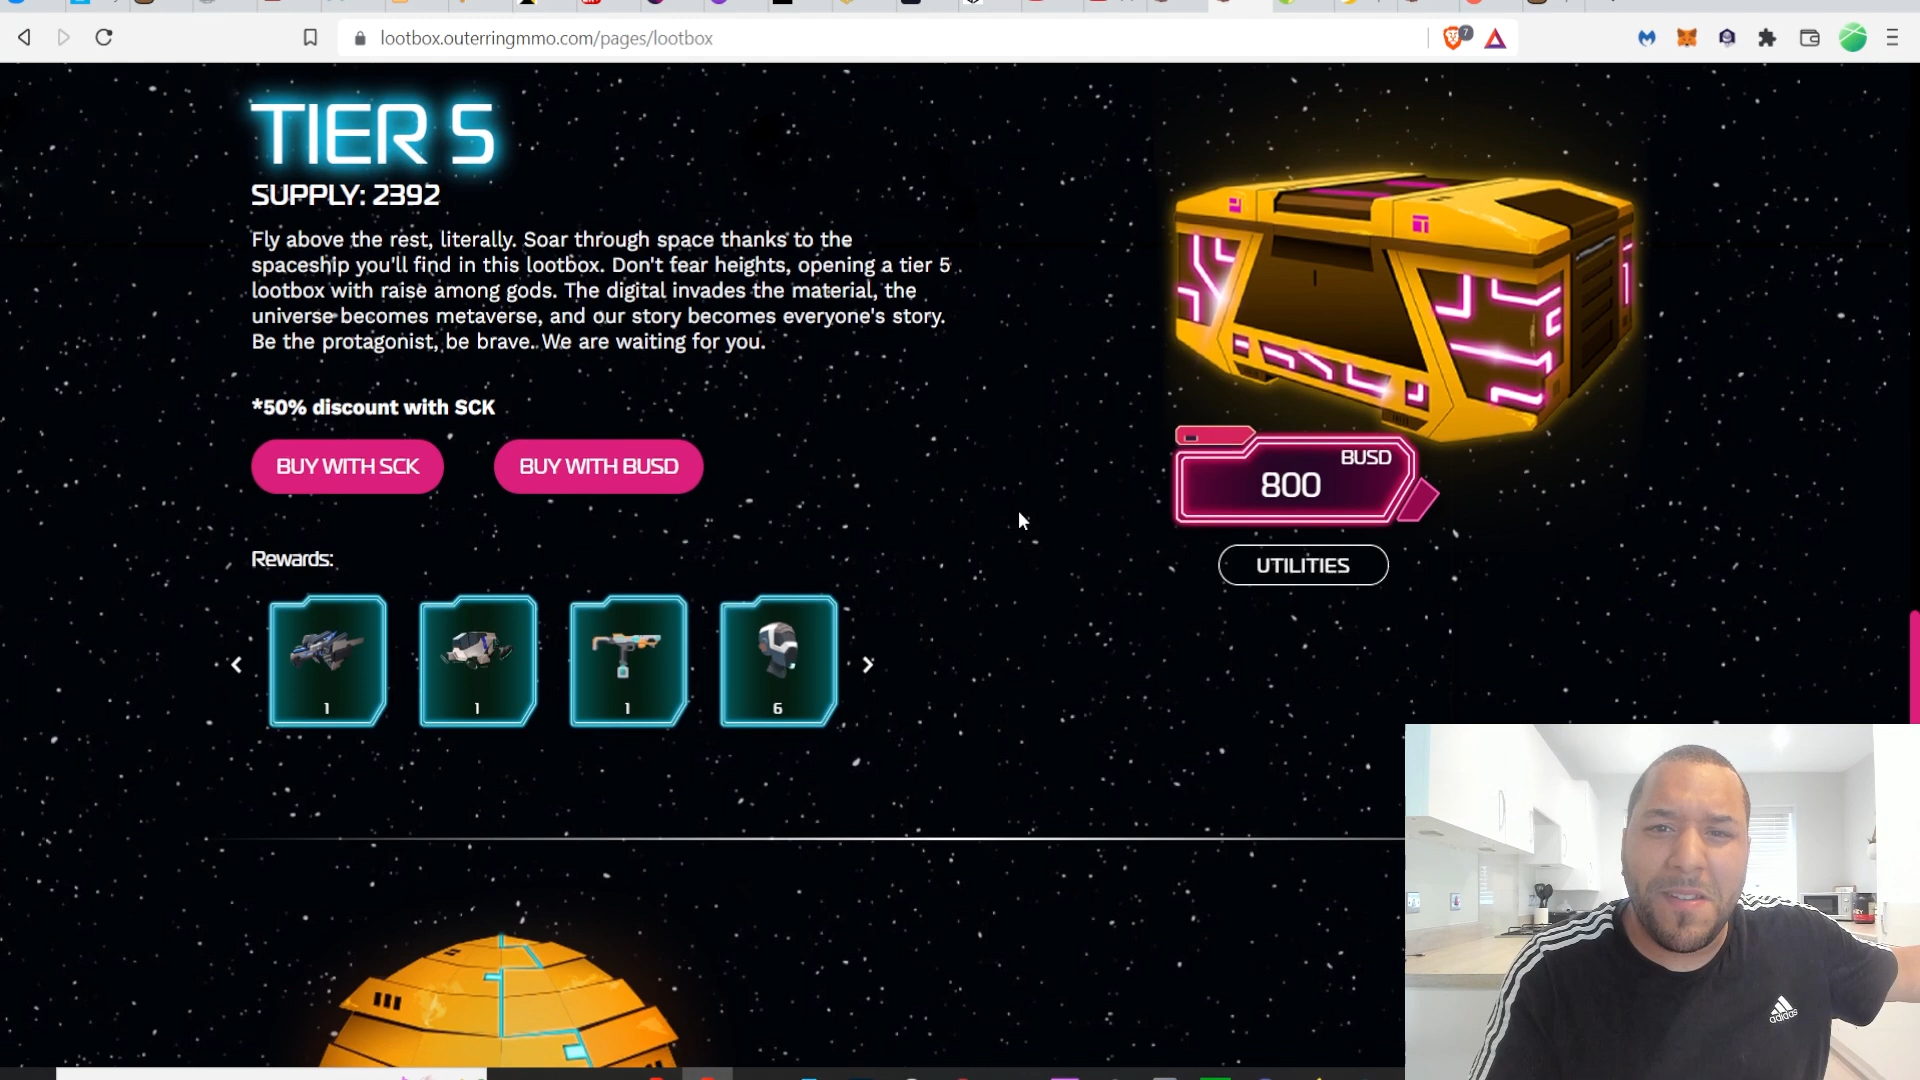 lootbox.outerringmmo.com/pages/lootbox
7
TIER 5
SUPPLY: 2392
Fly above the rest, literally. Soar through space thanks to the
spaceship you'll find in this lootbox. Don't fear heights, opening a tier 5
lootbox with raise among gods. The digital invades the material, the
universe becomes metaverse, and our story becomes everyone's story.
Be the protagonist, be brave. We are waiting for you.
*50% discount with SCK
BUY WITH SCK
BUY WITH BUSD
BUSD
800
UTILITIES
Rewards:
1
1
1
6
adidas